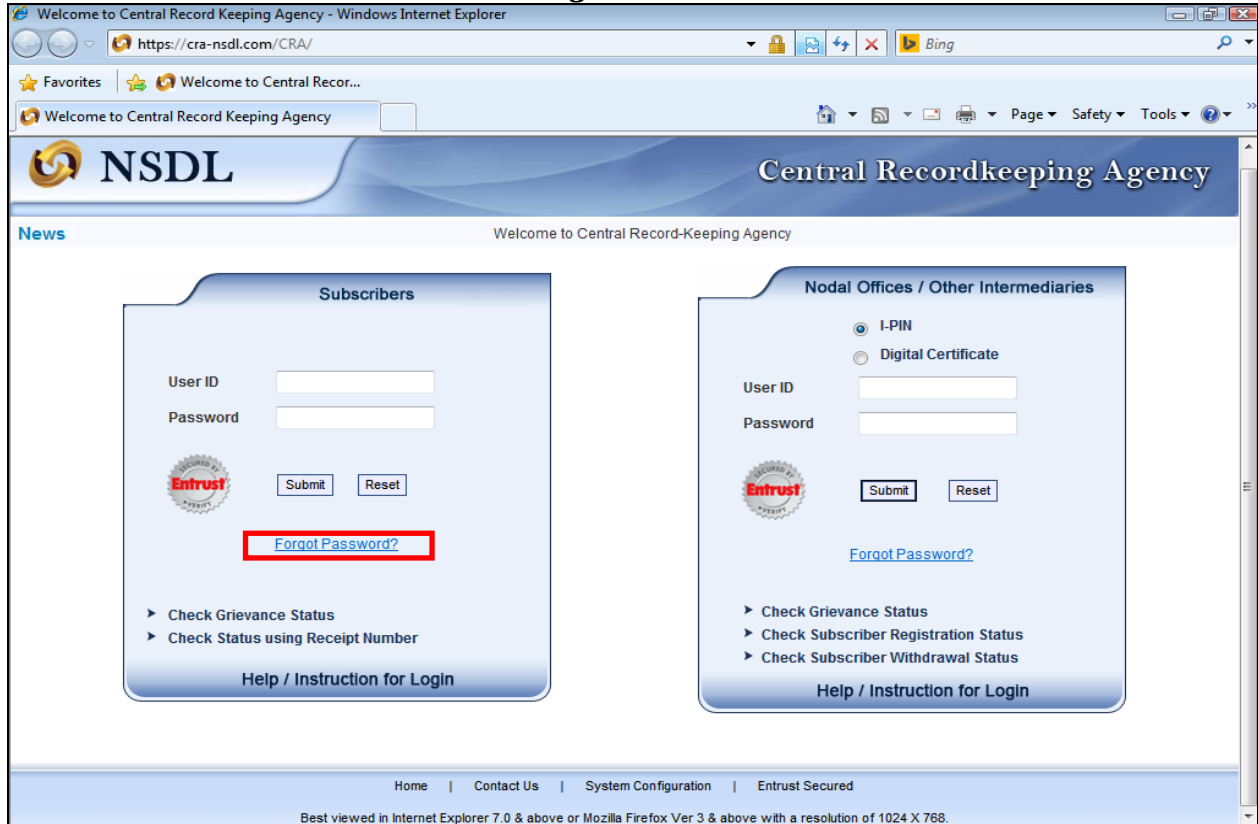 Welcome to Central Record Keeping Agency - Windows Internet Explorer
https://cra-nsdl.com/CRA/
Bing
Favorites
Welcome to Central Recor...
Welcome to Central Record Keeping Agency
Page Safety Tools
NSDL
Central Recordkeeping Agency
News
Welcome to Central Record-Keeping Agency
Subscribers
User ID
Password
SECURED BY
Entrust
VERIFY
Submit Reset
Forgot Password?
Check Grievance Status
Check Status using Receipt Number
Help / Instruction for Login
Nodal Offices / Other Intermediaries
I-PIN
Digital Certificate
User ID
Password
SECURED BY
Entrust
VERIFY
Submit Reset
Forgot Password?
Check Grievance Status
Check Subscriber Registration Status
Check Subscriber Withdrawal Status
Help / Instruction for Login
Home | Contact Us | System Configuration | Entrust Secured
Best viewed in Internet Explorer 7.0 & above or Mozilla Firefox Ver 3 & above with a resolution of 1024 X 768.